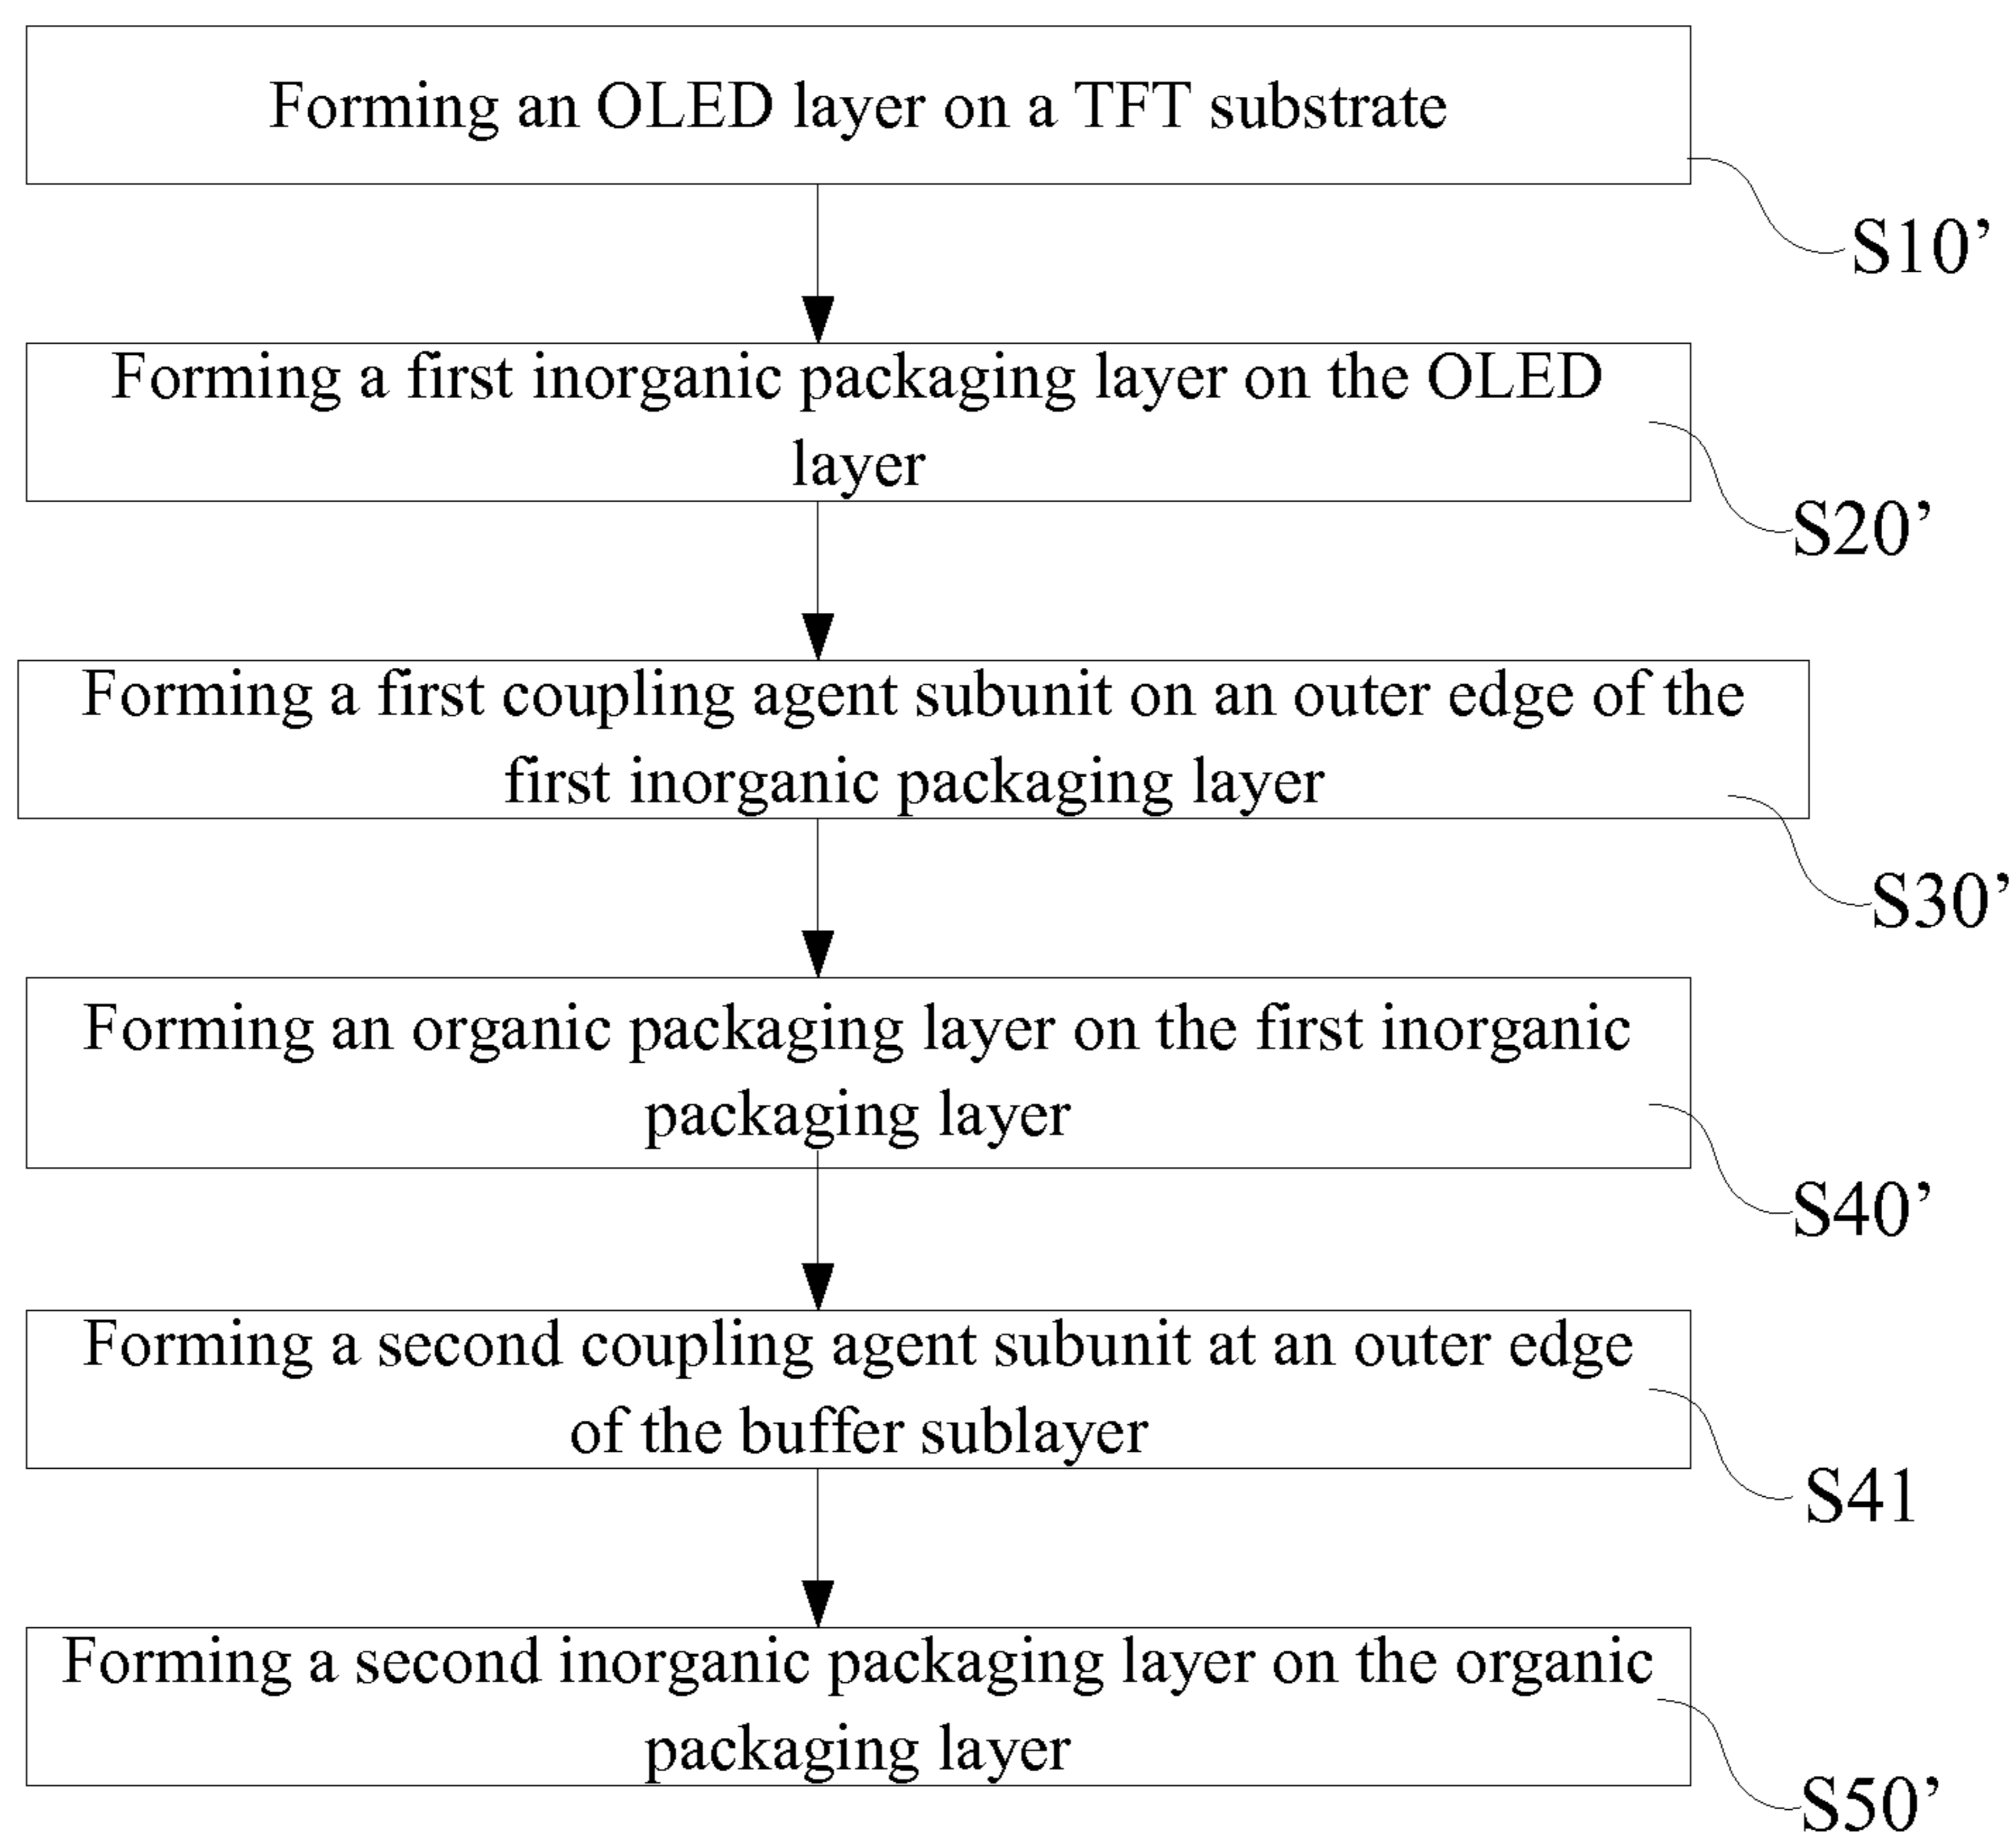 Forming an OLED layer on a TFT substrate
S10’
Forming a first inorganic packaging layer on the OLED
layer
S20’
Forming a first coupling agent subunit on an outer edge of the
first inorganic packaging layer
S30’
Forming an organic packaging layer on the first inorganic
packaging layer
S40’
Forming a second coupling agent subunit at an outer edge
of the buffer sublayer
S41
Forming a second inorganic packaging layer on the organic
packaging layer
S50’